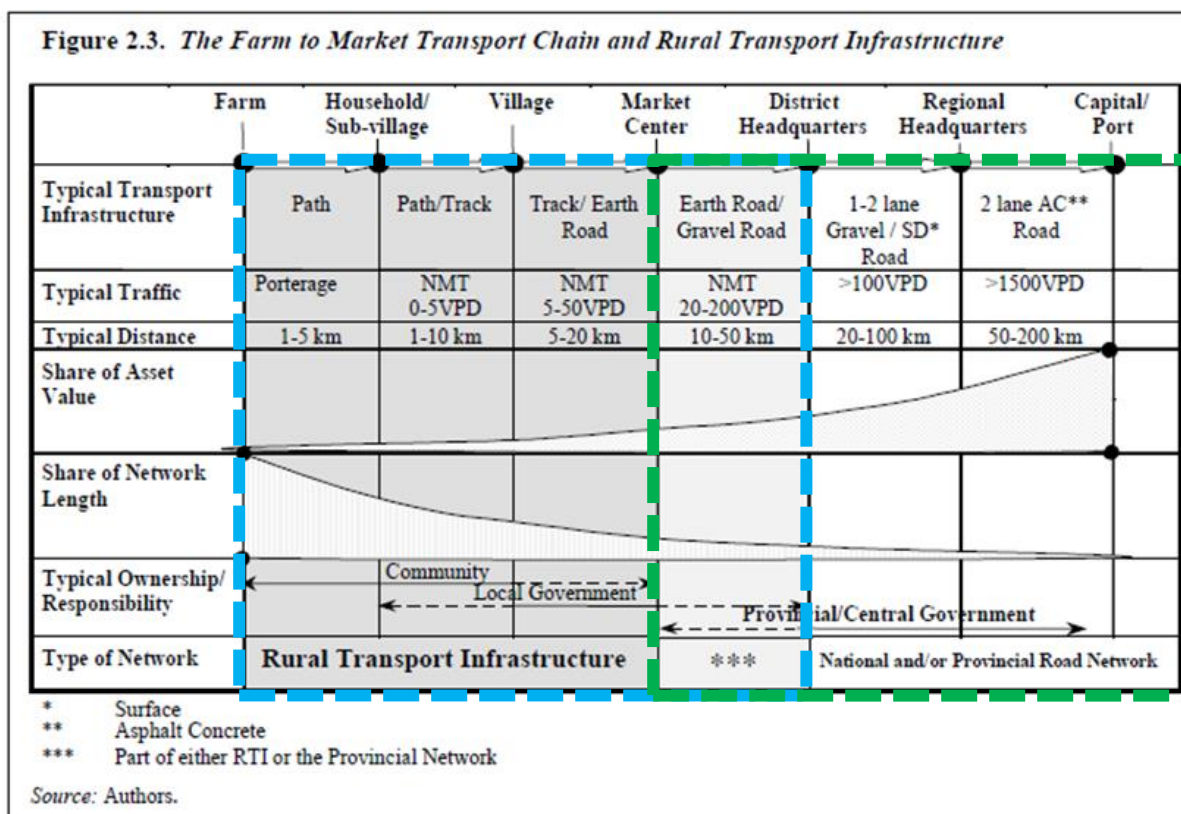 Figure 2.3. The Farm to Market Transport Chain and Rural Transport Infrastructure
Farm Household/ Village Market District Regional Capital/
Sub-village Center Headquarters Headquarters Port
Typical Transport
Infrastructure
Path Path/Track Track/ Earth Earth Road/ 1-2 lane 2 lane AC**
Road Gravel Road Gravel / SD* Road
Road
Typical Traffic Porterage NMT NMT NMT >100VPD >1500VPD
0-5VPD 5-50VPD 20-200VPD
Typical Distance 1-5 km 1-10 km 5-20 km 10-50 km 20-100 km 50-200 km
Share of Asset
Value
Share of Network
Length
Typical Ownership/ Community
Responsibility Local Government
Provincial/Central Government
Type of Network Rural Transport Infrastructure *** National and/or Provincial Road Network
* Surface
** Asphalt Concrete
*** Part of either RTI or the Provincial Network
Source: Authors.